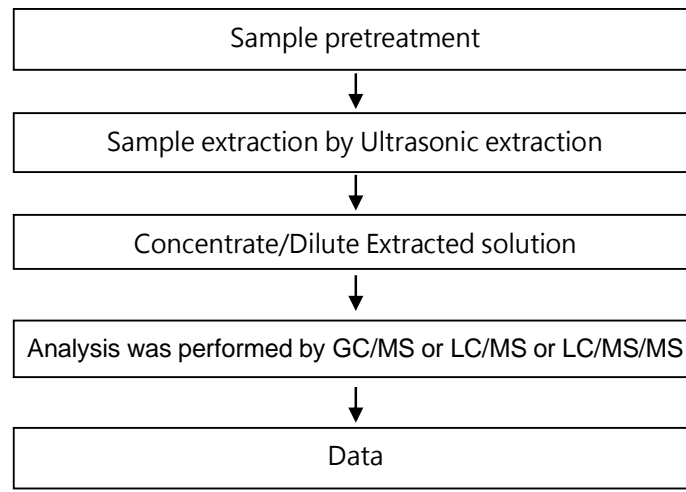 Sample pretreatment
Sample extraction by Ultrasonic extraction
Concentrate/Dilute Extracted solution
Analysis was performed by GC/MS or LC/MS or LC/MS/MS
Data